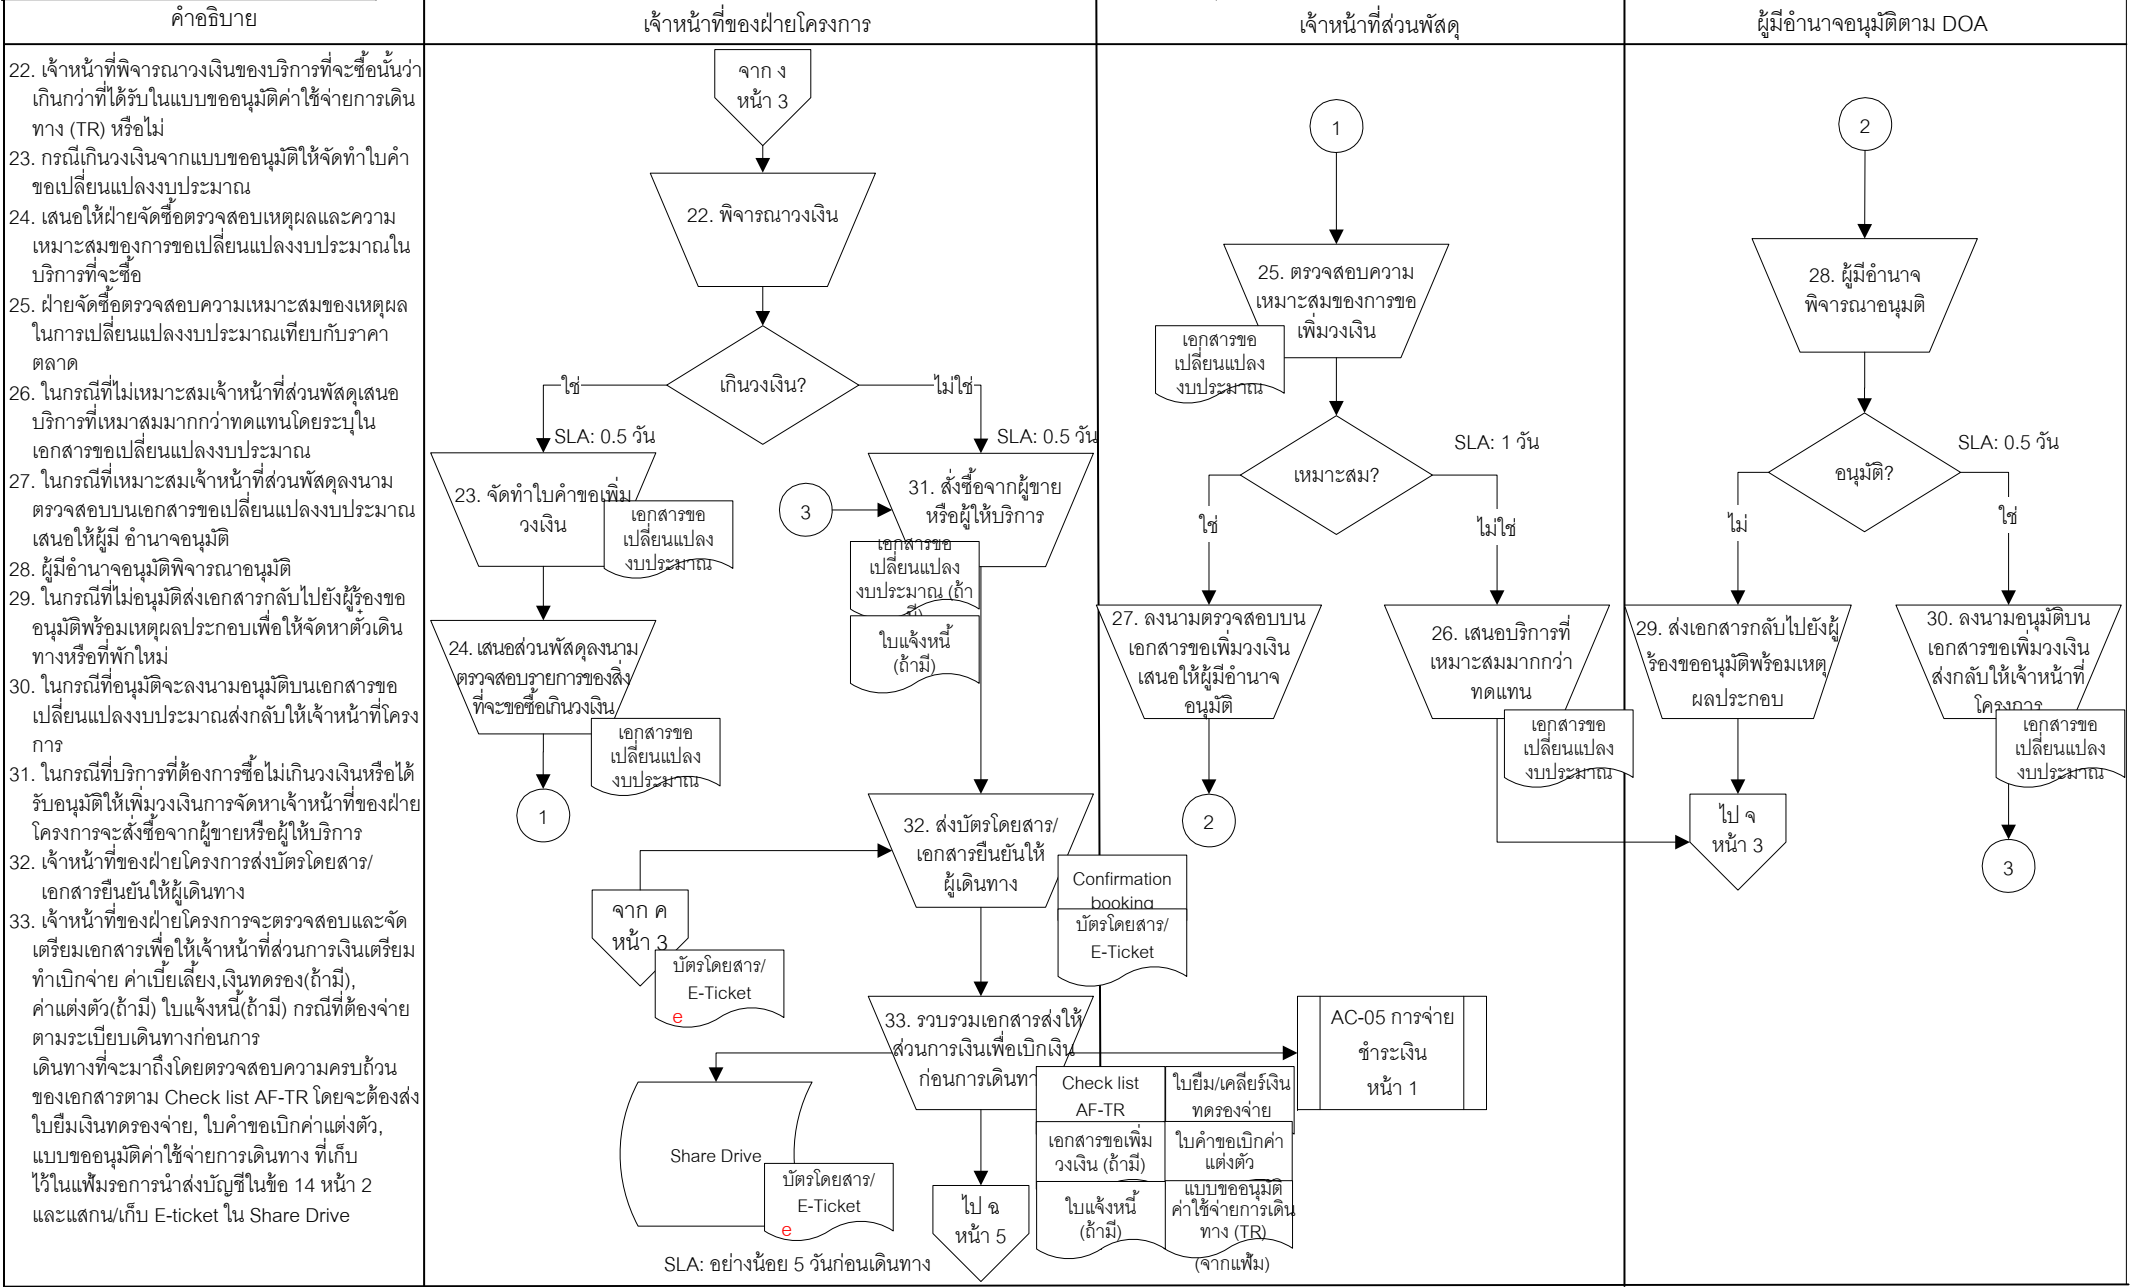 คำอธิบาย
เจ้าหน้าที่ของฝ่ายโครงการ
เจ้าหน้าที่ส่วนพัสดุ
ผู้มีอำนาจอนุมัติตาม DOA
22. เจ้าหน้าที่พิจารณาวงเงินของบริการที่จะซื้อนั้นว่า
เกินกว่าที่ได้รับในแบบขออนุมัติค่าใช้จ่ายการเดิน
ทาง (TR) หรือไม่
23. กรณีเกินวงเงินจากแบบขออนุมัติให้จัดทำใบคำ
ขอเปลี่ยนแปลงงบประมาณ
24. เสนอให้ฝ่ายจัดซื้อตรวจสอบเหตุผลและความ
เหมาะสมของการขอเปลี่ยนแปลงงบประมาณใน
บริการที่จะซื้อ
25. ฝ่ายจัดซื้อตรวจสอบความเหมาะสมของเหตุผล
ในการเปลี่ยนแปลงงบประมาณเทียบกับราคา
ตลาด
26. ในกรณีที่ไม่เหมาะสมเจ้าหน้าที่ส่วนพัสดุเสนอ
บริการที่เหมาสมมากกว่าทดแทนโดยระบุใน
เอกสารขอเปลี่ยนแปลงงบประมาณ
27. ในกรณีที่เหมาะสมเจ้าหน้าที่ส่วนพัสดุลงนาม
ตรวจสอบบนเอกสารขอเปลี่ยนแปลงงบประมาณ
เสนอให้ผู้มี อำนาจอนุมัติ
28. ผู้มีอำนาจอนุมัติพิจารณาอนุมัติ
29. ในกรณีที่ไม่อนุมัติส่งเอกสารกลับไปยังผู้ร้องขอ
อนุมัติพร้อมเหตุผลประกอบเพื่อให้จัดหาตั๋วเดิน
ทางหรือที่พักใหม่
30. ในกรณีที่อนุมัติจะลงนามอนุมัติบนเอกสารขอ
เปลี่ยนแปลงงบประมาณส่งกลับให้เจ้าหน้าที่โครง
การ
31. ในกรณีที่บริการที่ต้องการซื้อไม่เกินวงเงินหรือได้
รับอนุมัติให้เพิ่มวงเงินการจัดหาเจ้าหน้าที่ของฝ่าย
โครงการจะสั่งซื้อจากผู้ขายหรือผู้ให้บริการ
32. เจ้าหน้าที่ของฝ่ายโครงการส่งบัตรโดยสาร/
เอกสารยืนยันให้ผู้เดินทาง
33. เจ้าหน้าที่ของฝ่ายโครงการจะตรวจสอบและจัด
เตรียมเอกสารเพื่อให้เจ้าหน้าที่ส่วนการเงินเตรียม
ทำเบิกจ่าย ค่าเบี้ยเลี้ยง,เงินทดรอง(ถ้ามี),
ค่าแต่งตัว(ถ้ามี) ใบแจ้งหนี้(ถ้ามี) กรณีที่ต้องจ่าย
ตามระเบียบเดินทางก่อนการ
เดินทางที่จะมาถึงโดยตรวจสอบความครบถ้วน
ของเอกสารตาม Check list AF-TR โดยจะต้องส่ง
ใบยืมเงินทดรองจ่าย, ใบคำขอเบิกค่าแต่งตัว,
แบบขออนุมัติค่าใช้จ่ายการเดินทาง ที่เก็บ
ไว้ในแฟ้มรอการนำส่งบัญชีในข้อ 14 หน้า 2
และแสกน/เก็บ E-ticket ใน Share Drive
จาก ง
หน้า 3
22. พิจารณาวงเงิน
เกินวงเงิน?
ใช่
ไม่ใช่
SLA: 0.5 วัน
SLA: 0.5 วัน
23. จัดทำใบคำขอเพิ่ม
วงเงิน
เอกสารขอ
เปลี่ยนแปลง
งบประมาณ
3
31. สั่งซื้อจากผู้ขาย
หรือผู้ให้บริการ
เอกสารขอ
เปลี่ยนแปลง
งบประมาณ (ถ้า
มี)
ใบแจ้งหนี้
(ถ้ามี)
24. เสนอส่วนพัสดุลงนาม
ตรวจสอบรายการของสิ่ง
ที่จะขอซื้อเกินวงเงิน
เอกสารขอ
เปลี่ยนแปลง
งบประมาณ
1
32. ส่งบัตรโดยสาร/
เอกสารยืนยันให้
ผู้เดินทาง
Confirmation
booking
บัตรโดยสาร/
E-Ticket
จาก ค
หน้า 3
บัตรโดยสาร/
E-Ticket
e
33. รวบรวมเอกสารส่งให้
ส่วนการเงินเพื่อเบิกเงิน
ก่อนการเดินทา
Share Drive
บัตรโดยสาร/
E-Ticket
e
ไป ฉ
หน้า 5
SLA: อย่างน้อย 5 วันก่อนเดินทาง
Check list
AF-TR
ใบยืม/เคลียร์เงิน
ทดรองจ่าย
เอกสารขอเพิ่ม
วงเงิน (ถ้ามี)
ใบคำขอเบิกค่า
แต่งตัว
ใบแจ้งหนี้
(ถ้ามี)
แบบขออนุมัติ
ค่าใช้จ่ายการเดิน
ทาง (TR)
(จากแฟ้ม)
AC-05 การจ่าย
ชำระเงิน
หน้า 1
1
25. ตรวจสอบความ
เหมาะสมของการขอ
เพิ่มวงเงิน
เอกสารขอ
เปลี่ยนแปลง
งบประมาณ
เหมาะสม?
SLA: 1 วัน
ใช่
ไม่ใช่
27. ลงนามตรวจสอบบน
เอกสารขอเพิ่มวงเงิน
เสนอให้ผู้มีอำนาจ
อนุมัติ
26. เสนอบริการที่
เหมาะสมมากกว่า
ทดแทน
เอกสารขอ
เปลี่ยนแปลง
งบประมาณ
2
2
28. ผู้มีอำนาจ
พิจารณาอนุมัติ
อนุมัติ?
SLA: 0.5 วัน
ไม่
ใช่
29. ส่งเอกสารกลับไปยังผู้
ร้องขออนุมัติพร้อมเหตุ
ผลประกอบ
30. ลงนามอนุมัติบน
เอกสารขอเพิ่มวงเงิน
ส่งกลับให้เจ้าหน้าที่
โครงการ
เอกสารขอ
เปลี่ยนแปลง
งบประมาณ
ไป จ
หน้า 3
3